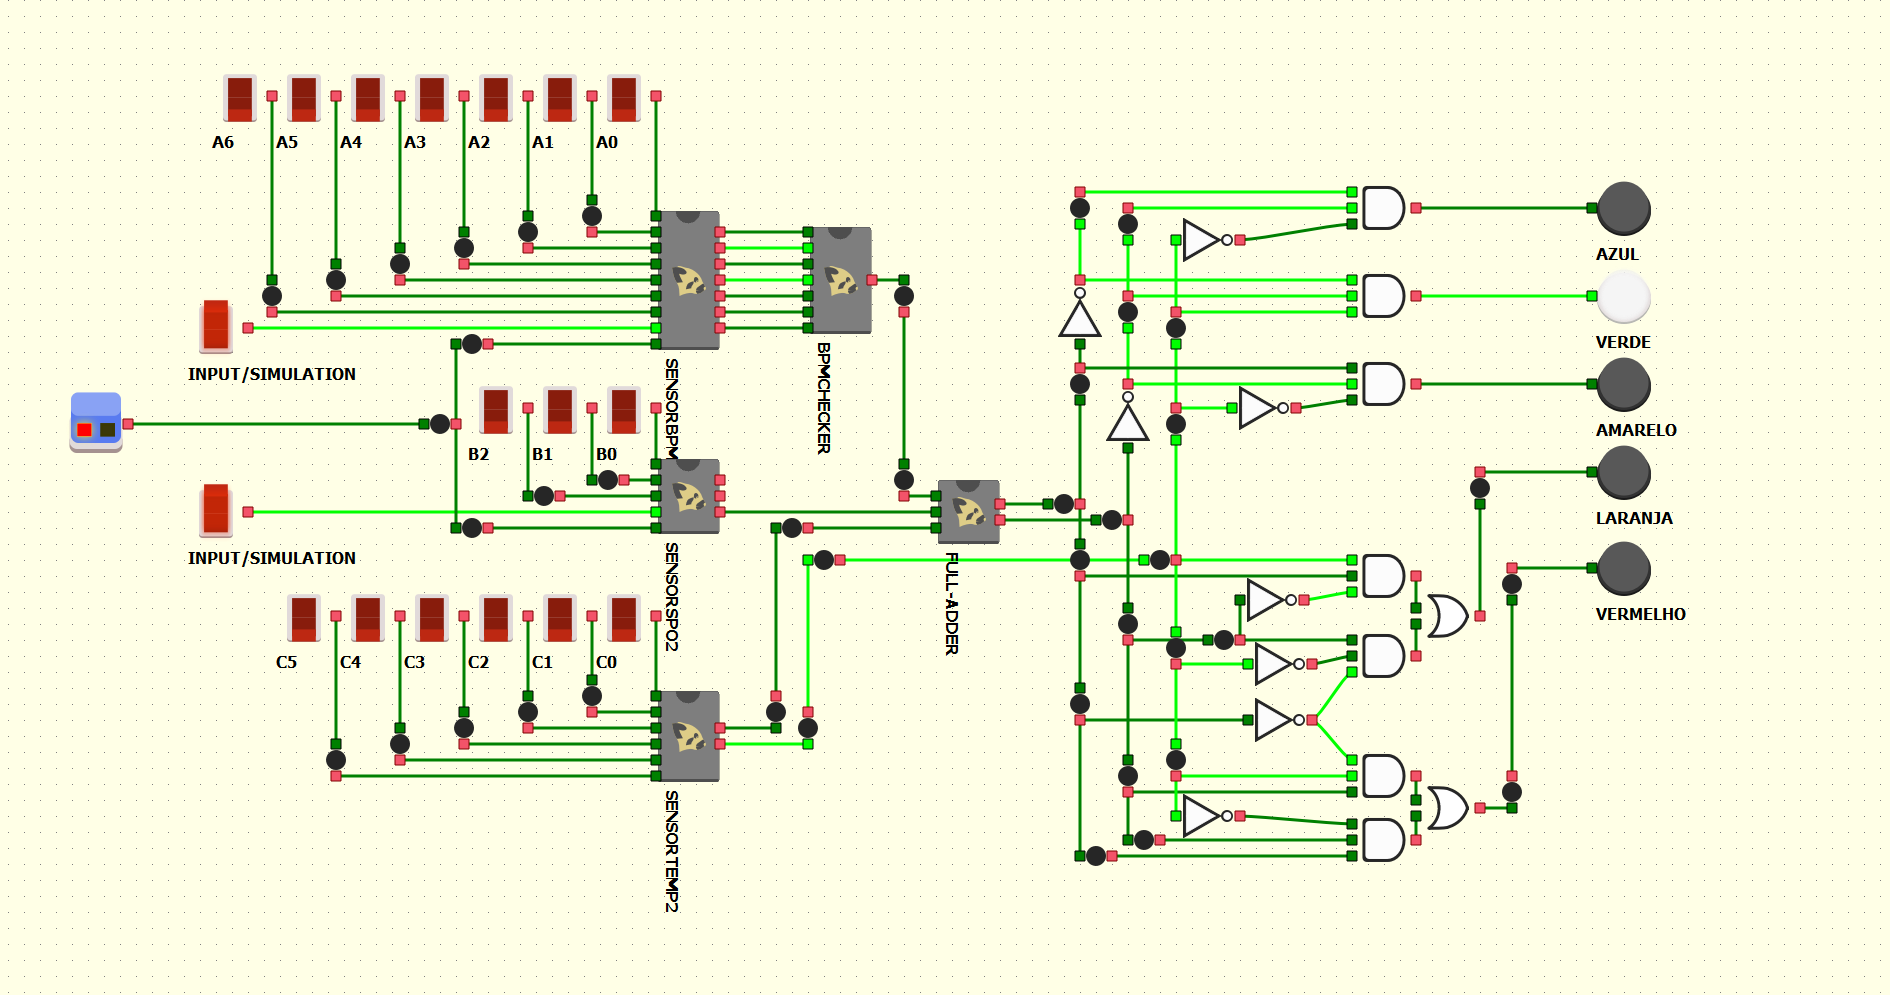 A6 A5 A4 A3 A2 A1 A0
INPUT/SIMULATION
SENSORBPM
BPMCHECKER
B2 B1 B0
INPUT/SIMULATION
SENSORSPO2
FULL-ADDER
C5 C4 C3 C2 C1 C0
SENSORTEMP2
AZUL
VERDE
AMARELO
LARANJA
VERMELHO